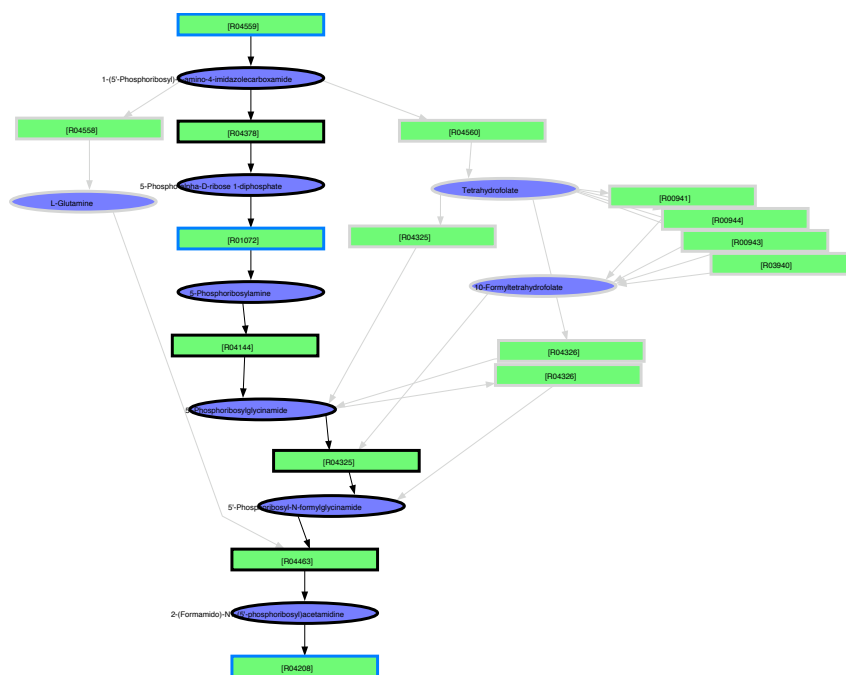 [R04559]
1-(5'-Phosphoribosyl)-5-amino-4-imidazolecarboxamide
[R04558]
[R04378]
[R04560]
5-Phospho-alpha-D-ribose 1-diphosphate
Tetrahydrofolate
L-Glutamine
[R00941]
[R00944]
[R01072]
[R04325]
[R00943]
[R03940]
5-Phosphoribosylamine
10-Formyltetrahydrofolate
[R04144]
[R04326]
[R04326]
5'-Phosphoribosylglycinamide
[R04325]
5'-Phosphoribosyl-N-formylglycinamide
[R04463]
2-(Formamido)-N1-(5'-phosphoribosyl)acetamidine
[R04208]